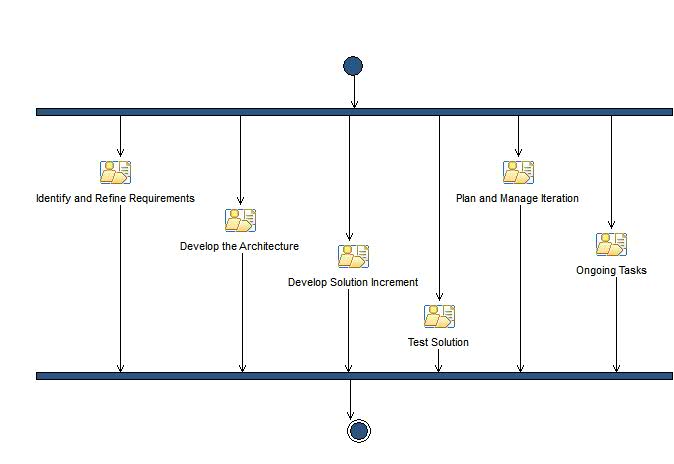 Identify and Refine Requirements
Plan and Manage Iteration
Develop the Architecture
Ongoing Tasks
Develop Solution Increment
Test Solution